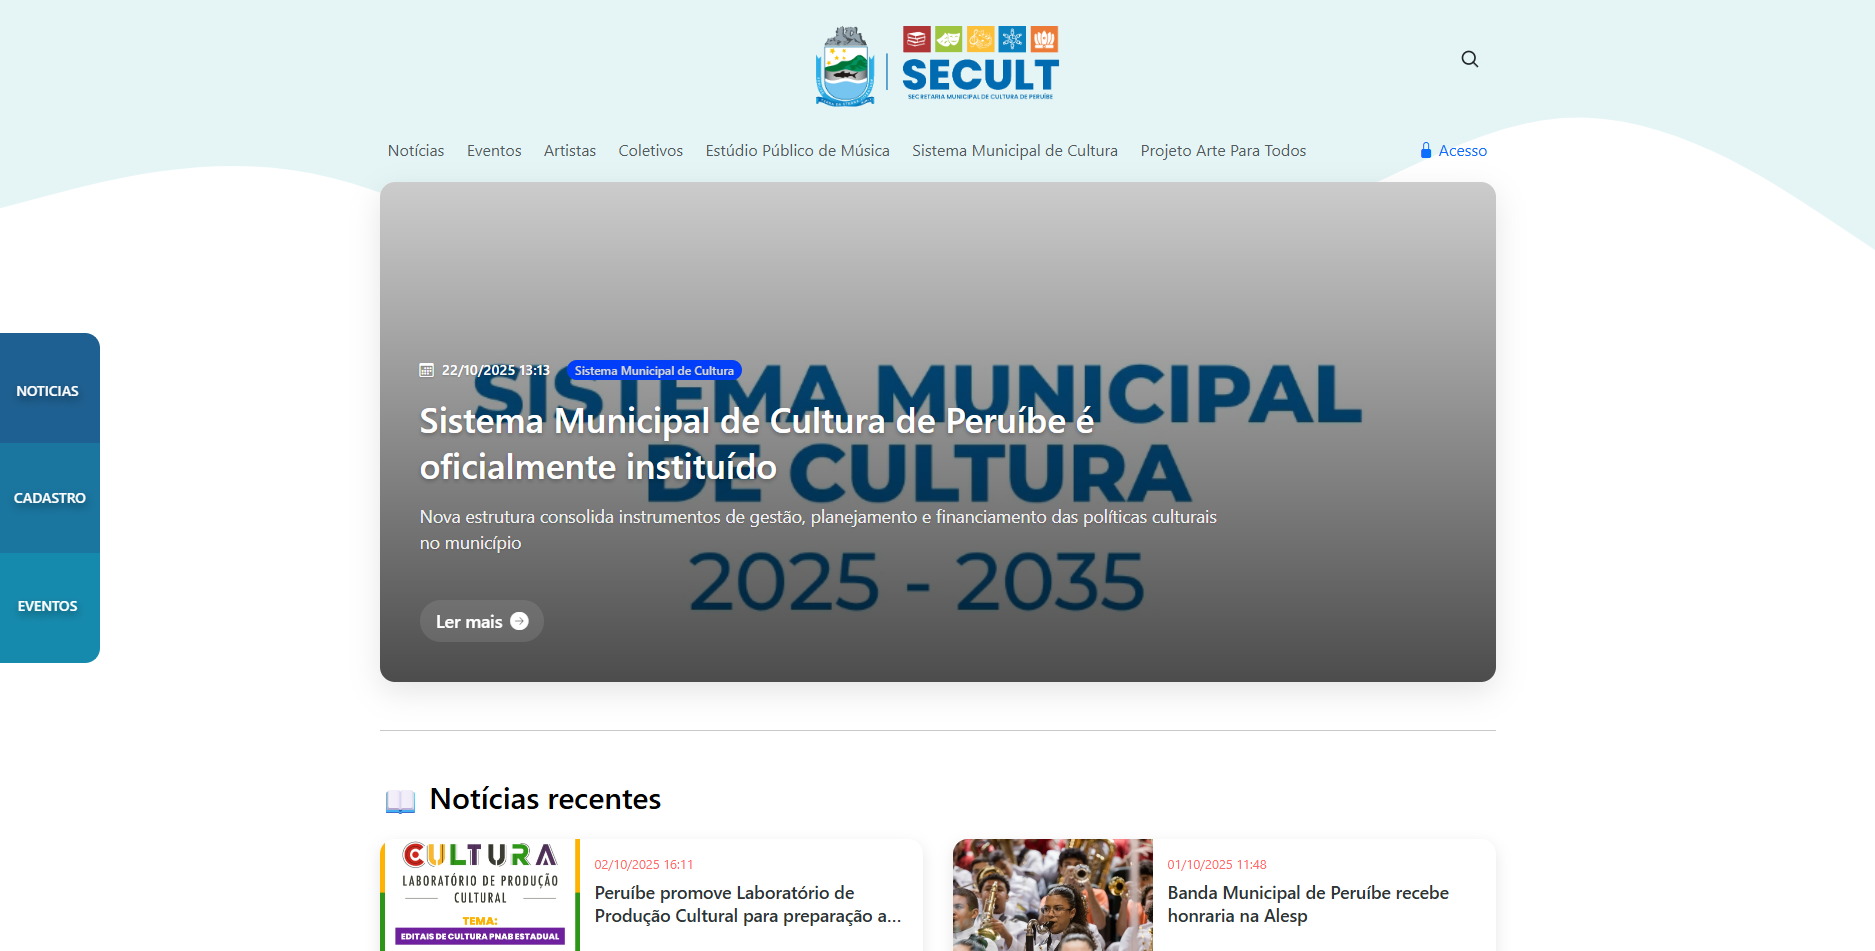 SECULT
SECRETARIA MUNICIPAL DE CULTURA DE PERUÍBE
Notícias Eventos Artistas Coletivos Estúdio Público de Música Sistema Municipal de Cultura Projeto Arte Para Todos Acesso
NOTICIAS
CADASTRO
EVENTOS
SISTEMA MUNICIPAL
DE CULTURA
2025 - 2035
22/10/2025 13:13 Sistema Municipal de Cultura
Sistema Municipal de Cultura de Peruíbe é
oficialmente instituído
Nova estrutura consolida instrumentos de gestão, planejamento e financiamento das políticas culturais
no município
Ler mais
Notícias recentes
CULTURA
LABORATÓRIO DE PRODUÇÃO
CULTURAL
TEMA:
EDITAIS DE CULTURA PNAB ESTADUAL
02/10/2025 16:11
Peruíbe promove Laboratório de
Produção Cultural para preparação a...
01/10/2025 11:48
Banda Municipal de Peruíbe recebe
honraria na Alesp